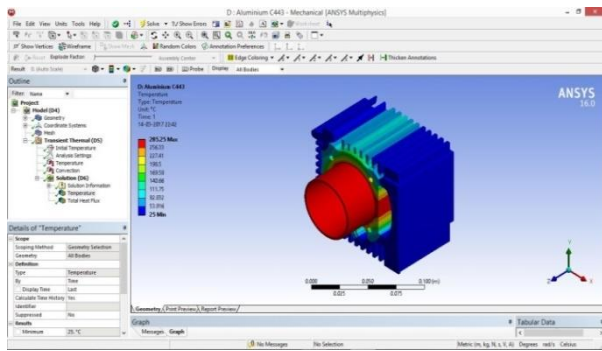 D : Aluminium C443 - Mechanical [ANSYS Multiphysics]
File Edit View Units Tools Help Solve Show Errors
Show Vertices Wireframe Random Colors Annotation Preferences
Explode Factor Assembly Center Edge Coloring Thicken Annotations
Result Probe Display All Bodies
Outline
Filter: Name
Project
Model (D4)
Geometry
Coordinate Systems
Mesh
Transient Thermal (D5)
Initial Temperature
Analysis Settings
Temperature
Convection
Solution (D6)
Solution Information
Temperature
Total Heat Flux
Details of "Temperature"
Scope
Scoping Method Geometry Selection
Geometry All Bodies
Definition
Type Temperature
By Time
Display Time Last
Calculate Time History Yes
Identifier
Suppressed No
Results
Minimum 25. °C
D: Aluminium C443
Temperature
Type: Temperature
Unit: °C
Time: 1
285.25 Max
25 Min
ANSYS
16.0
0.000 0.050 0.100 (m)
0.025 0.075
Geometry Print Preview Report Preview
Graph
Messages Graph
Tabular Data
No Messages No Selection Metric (m, kg, N, s, V, A) Degrees rad/s Celsius